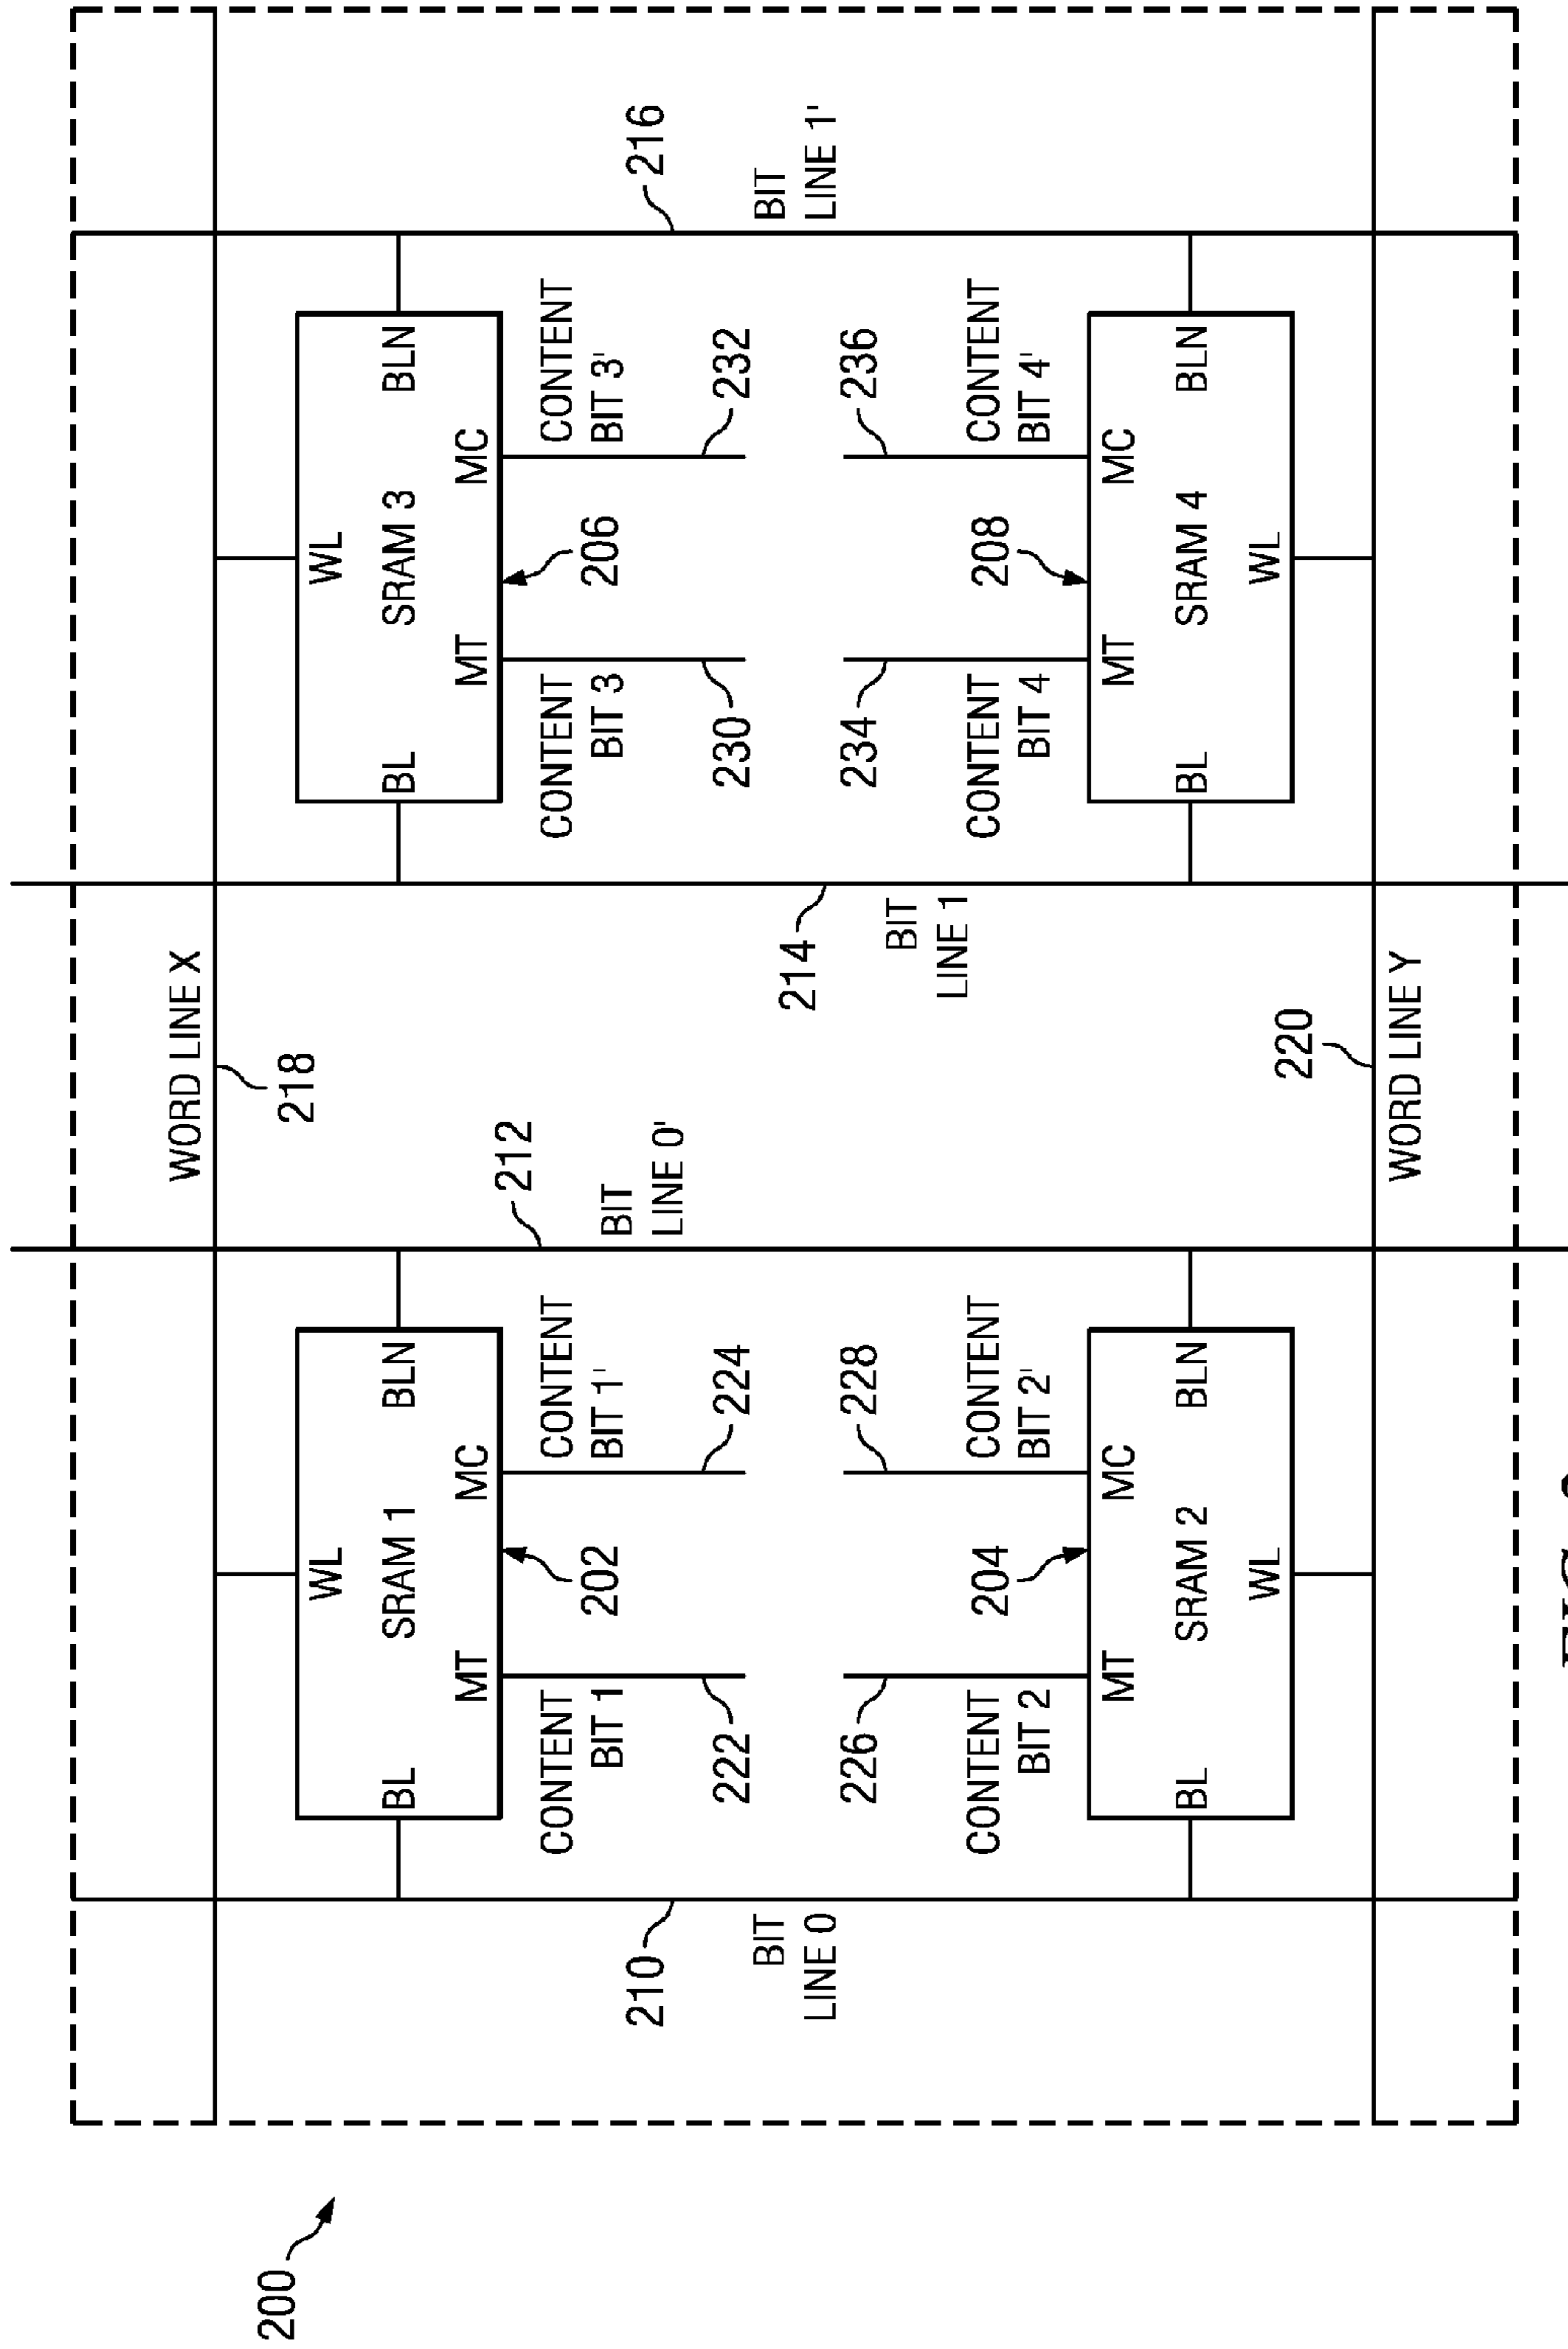 200
WORD LINE X
218
WL
SRAM 1
BL
BLN
MT
MC
202
CONTENT
BIT 1
222
CONTENT
BIT 1'
224
WL
SRAM 3
BL
BLN
MT
MC
206
CONTENT
BIT 3
230
CONTENT
BIT 3'
232
210
BIT
LINE 0
212
BIT
LINE 0'
214
BIT
LINE 1
216
BIT
LINE 1'
226
CONTENT
BIT 2
228
CONTENT
BIT 2'
204
MT
MC
BL
SRAM 2
BLN
WL
234
CONTENT
BIT 4
236
CONTENT
BIT 4'
208
MT
MC
BL
SRAM 4
BLN
WL
220
WORD LINE Y